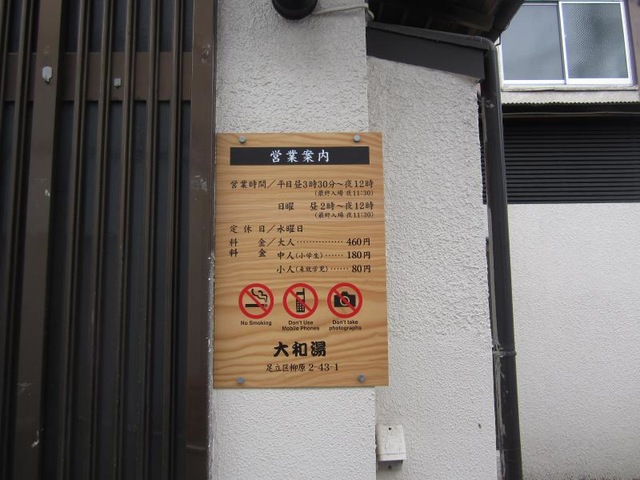 営業案内
営業時間／平日昼3時30分〜夜12時
(最終入場 夜11:30)
日曜 昼2時〜夜12時
(最終入場 夜11:30)
定休日／水曜日
料金／大人……………460円
料金 中人(小学生)……180円
小人(未就学児)……80円
No Smoking
Don't Use
Mobile Phones
Don't take
photographs
大和湯
足立区柳原 2-43-1